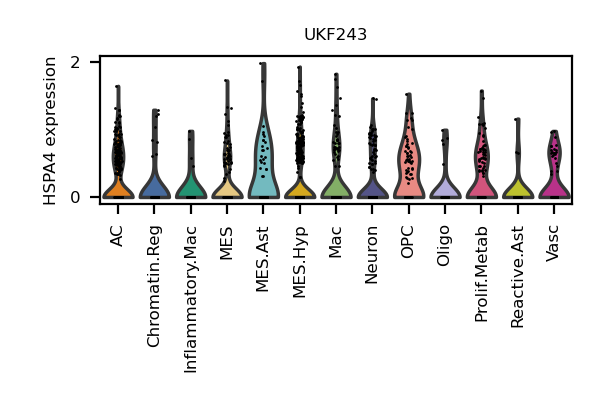 UKF243
HSPA4 expression
2
0
AC
Chromatin.Reg
Inflammatory.Mac
MES
MES.Ast
MES.Hyp
Mac
Neuron
OPC
Oligo
Prolif.Metab
Reactive.Ast
Vasc